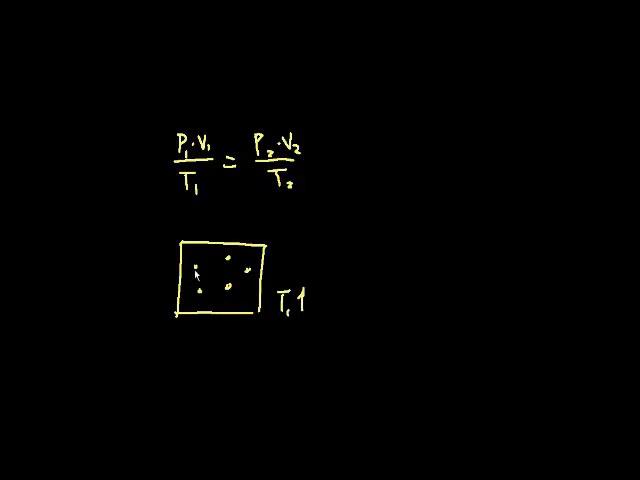 P₁·V₁ / T₁ = P₂·V₂ / T₂
T₁↑